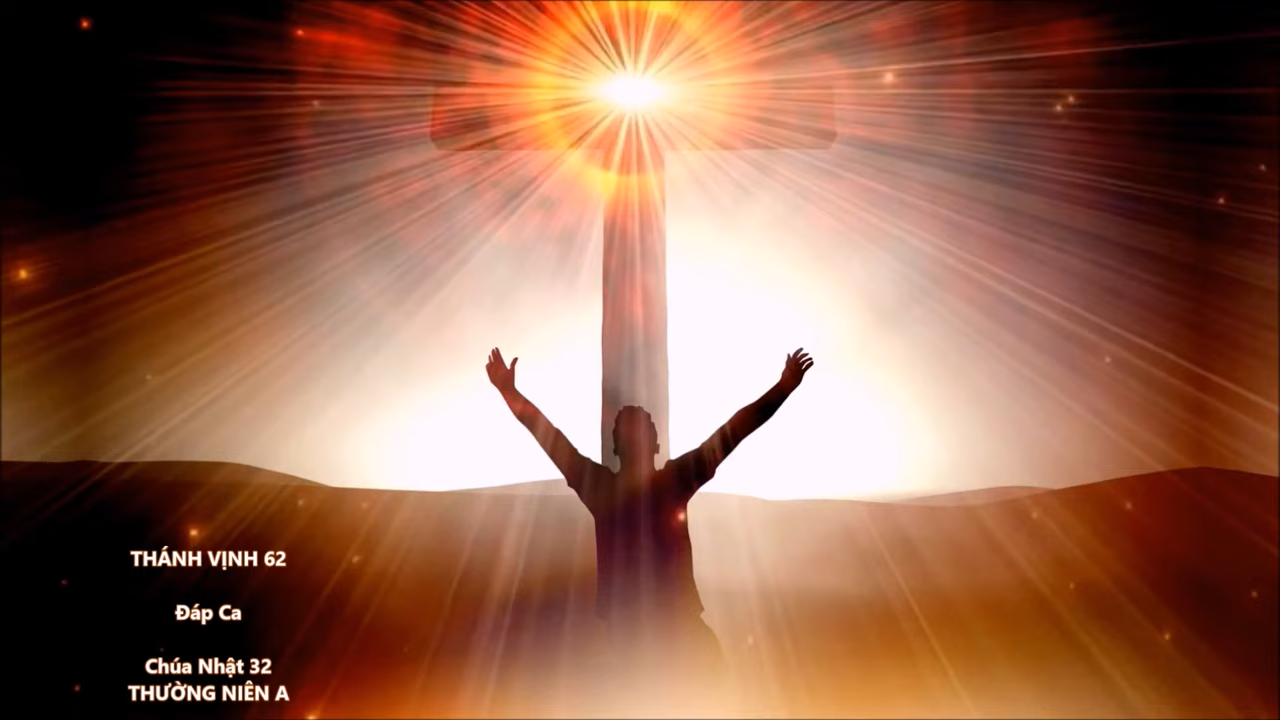 THÁNH VỊNH 62
Đáp Ca
Chúa Nhật 32
THƯỜNG NIÊN A